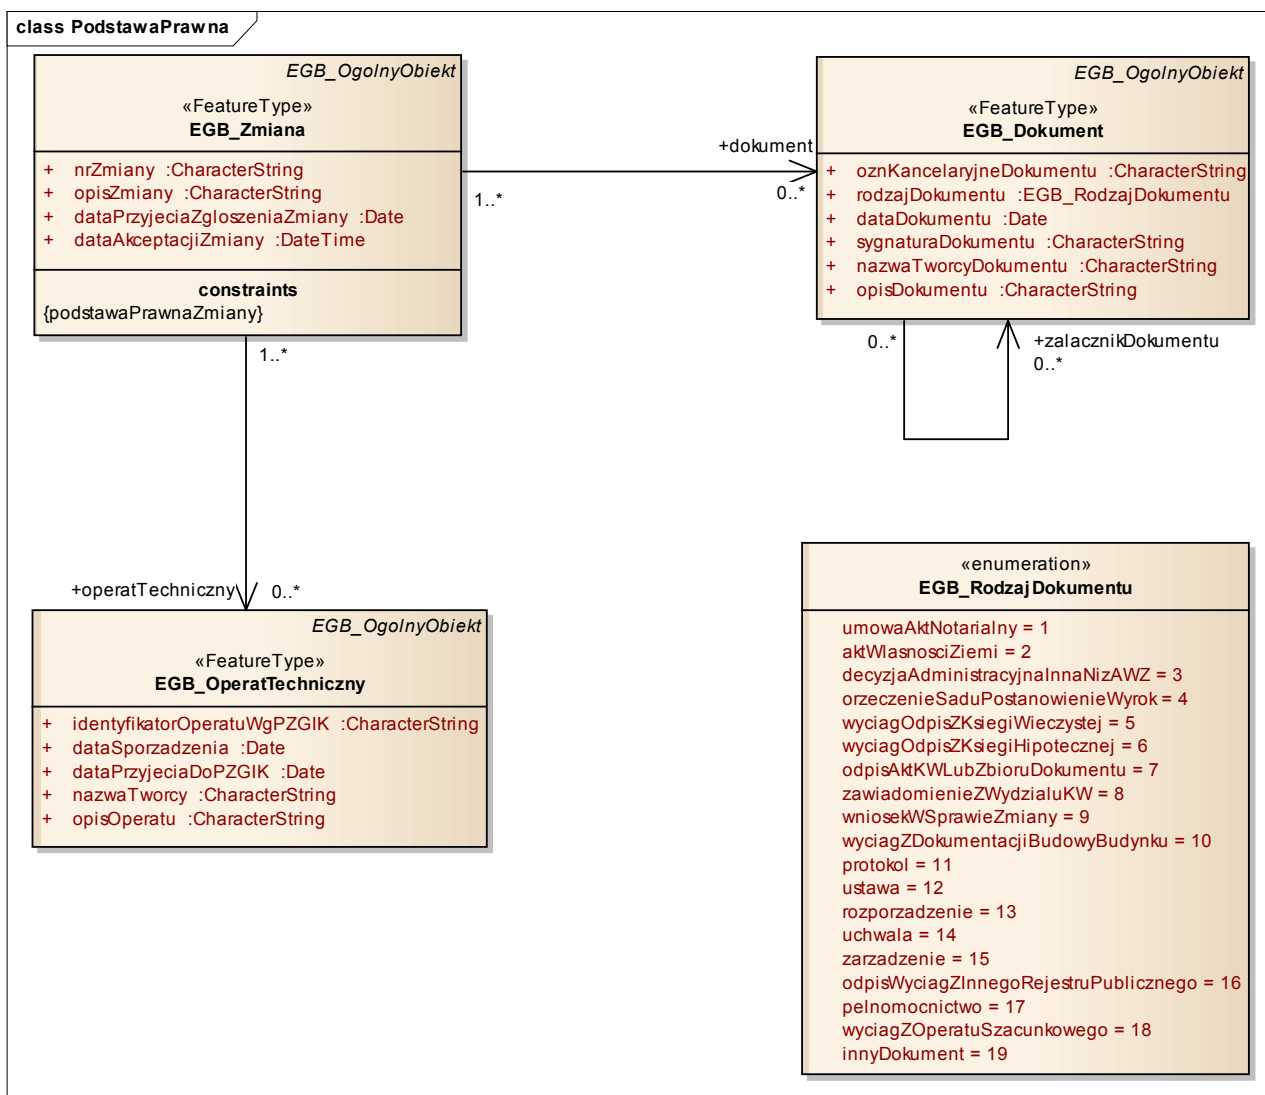 class PodstawaPrawna
EGB_OgolnyObiekt
«FeatureType»
EGB_Zmiana
+ nrZmiany :CharacterString
+ opisZmiany :CharacterString
+ dataPrzyjeciaZgloszeniaZmiany :Date
+ dataAkceptacjiZmiany :DateTime
constraints
{podstawaPrawnaZmiany}
1..*
+dokument
0..*
EGB_OgolnyObiekt
«FeatureType»
EGB_Dokument
+ oznKancelaryjneDokumentu :CharacterString
+ rodzajDokumentu :EGB_RodzajDokumentu
+ dataDokumentu :Date
+ sygnaturaDokumentu :CharacterString
+ nazwaTworcyDokumentu :CharacterString
+ opisDokumentu :CharacterString
0..*
+zalacznikDokumentu
0..*
1..*
+operatTechniczny
0..*
EGB_OgolnyObiekt
«FeatureType»
EGB_OperatTechniczny
+ identyfikatorOperatuWgPZGIK :CharacterString
+ dataSporzadzenia :Date
+ dataPrzyjeciaDoPZGIK :Date
+ nazwaTworcy :CharacterString
+ opisOperatu :CharacterString
«enumeration»
EGB_RodzajDokumentu
umowaAktNotarialny = 1
aktWlasnosciZiemi = 2
decyzjaAdministracyjnaInnaNizAWZ = 3
orzeczenieSaduPostanowienieWyrok = 4
wyciagOdpisZKsiegiWieczystej = 5
wyciagOdpisZKsiegiHipotecznej = 6
odpisAktKWLubZbioruDokumentu = 7
zawiadomienieZWydzialuKW = 8
wniosekWSprawieZmiany = 9
wyciagZDokumentacjiBudowyBudynku = 10
protokol = 11
ustawa = 12
rozporzadzenie = 13
uchwala = 14
zarzadzenie = 15
odpisWyciagZInnegoRejestruPublicznego = 16
pelnomocnictwo = 17
wyciagZOperatuSzacunkowego = 18
innyDokument = 19